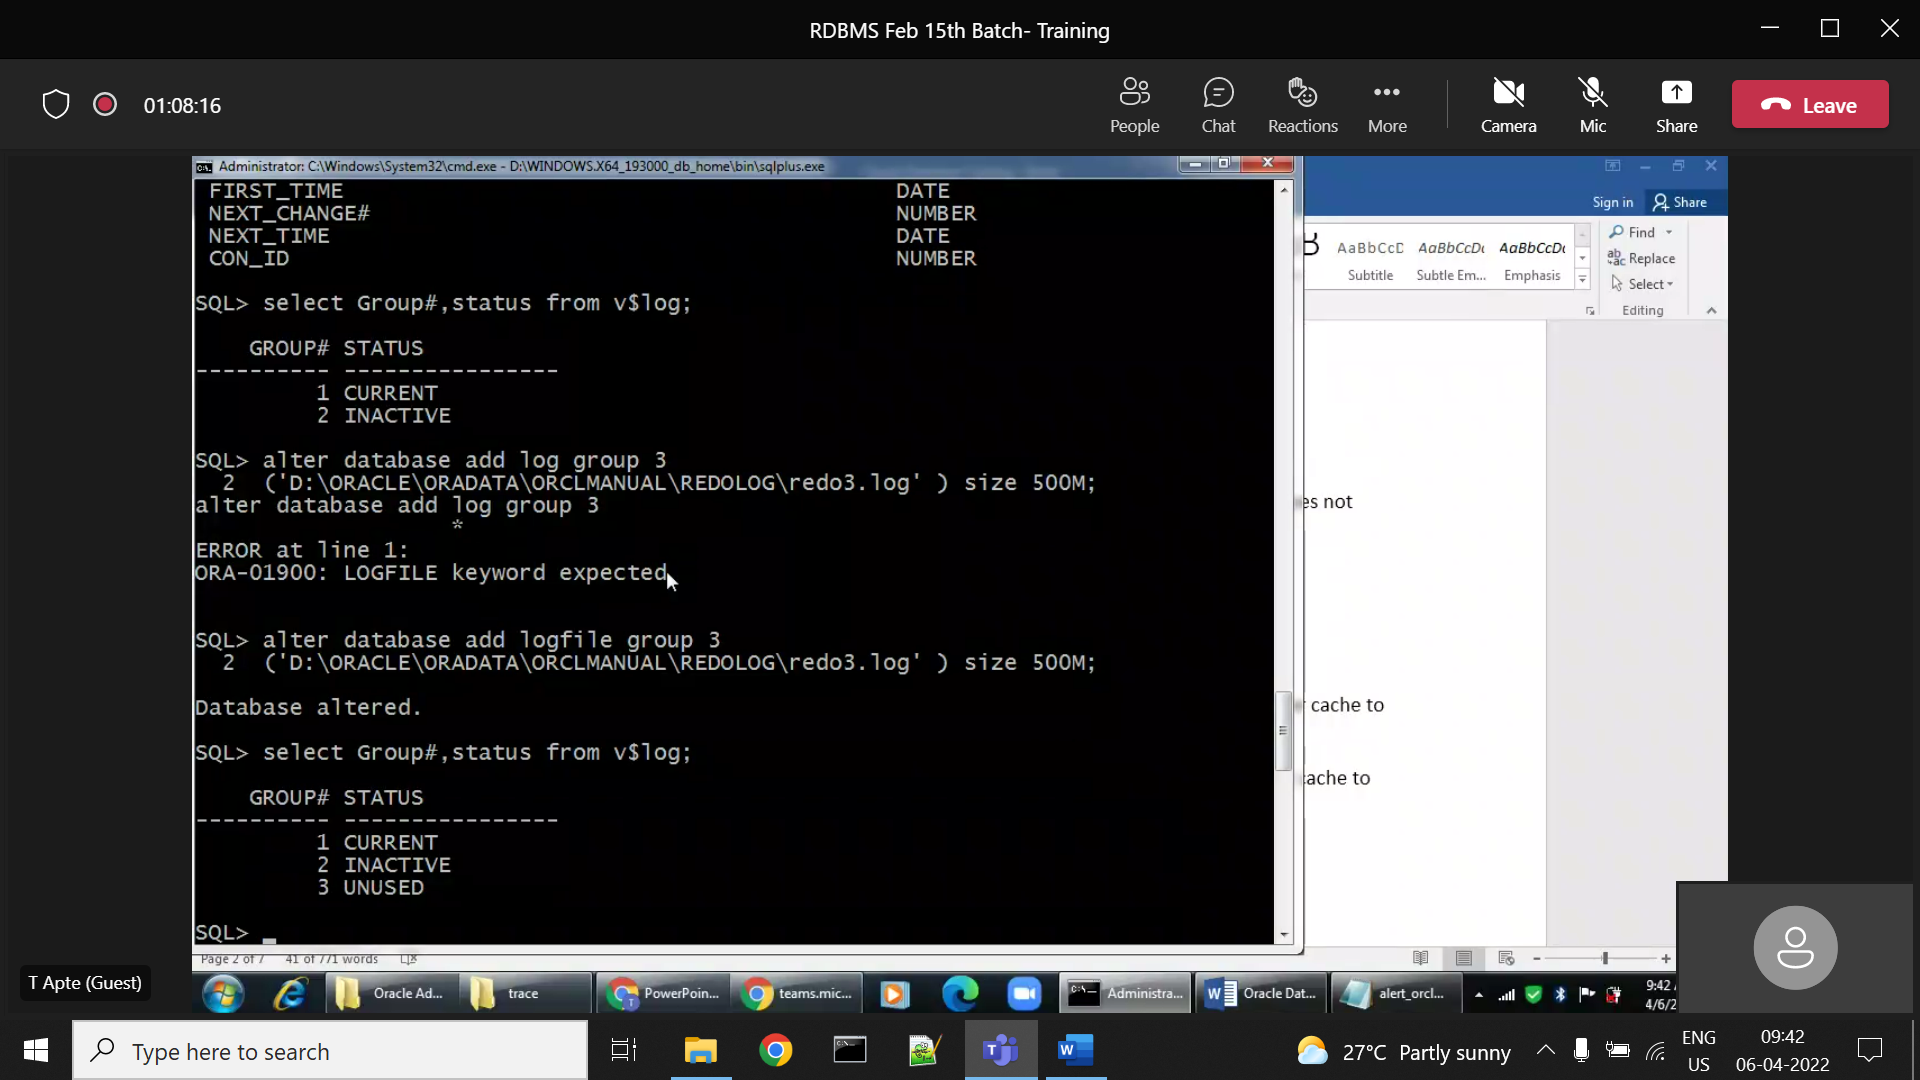 RDBMS Feb 15th Batch- Training
01:08:16
People
Chat
Reactions
More
Camera
Mic
Share
Leave
Administrator: C:\Windows\System32\cmd.exe - D:\WINDOWS.X64_193000_db_home\bin\sqlplus.exe
FIRST_TIME DATE
NEXT_CHANGE# NUMBER
NEXT_TIME DATE
CON_ID NUMBER
SQL> select Group#,status from v$log;
GROUP# STATUS
---------- ----------------
1 CURRENT
2 INACTIVE
SQL> alter database add log group 3
2 ('D:\ORACLE\ORADATA\ORCLMANUAL\REDOLOG\redo3.log' ) size 500M;
alter database add log group 3
*
ERROR at line 1:
ORA-01900: LOGFILE keyword expected
SQL> alter database add logfile group 3
2 ('D:\ORACLE\ORADATA\ORCLMANUAL\REDOLOG\redo3.log' ) size 500M;
Database altered.
SQL> select Group#,status from v$log;
GROUP# STATUS
---------- ----------------
1 CURRENT
2 INACTIVE
3 UNUSED
SQL>
Sign in Share
AaBbCcD AaBbCcDc AaBbCcDc
Subtitle Subtle Em... Emphasis
Find
Replace
Select
Editing
es not
cache to
cache to
Page 2 of 7 41 of 771 words
T Apte (Guest)
Oracle Ad...
trace
PowerPoin...
teams.mic...
Administra...
Oracle Dat...
alert_orcl...
9:42
4/6/2
Type here to search
27°C Partly sunny
ENG
US
09:42
06-04-2022